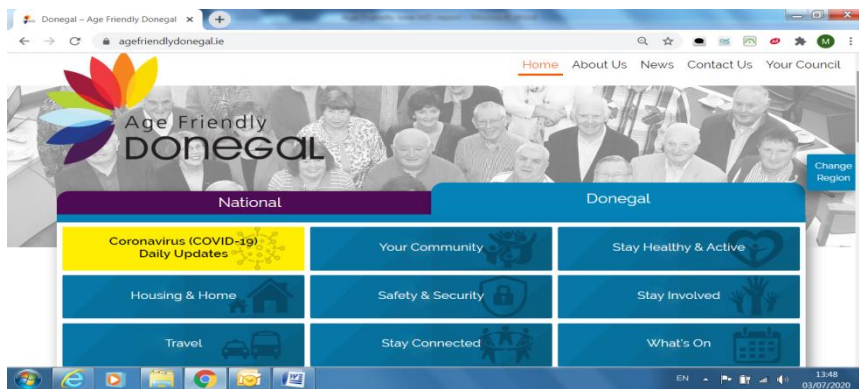 Donegal – Age Friendly Donegal
agefriendlydonegal.ie
M
Home About Us News Contact Us Your Council
Age Friendly
DONEGAL
Change
Region
National
Donegal
Coronavirus (COVID-19)
Daily Updates
Your Community
Stay Healthy & Active
Housing & Home
Safety & Security
Stay Involved
Travel
Stay Connected
What's On
EN
13:48
03/07/2020